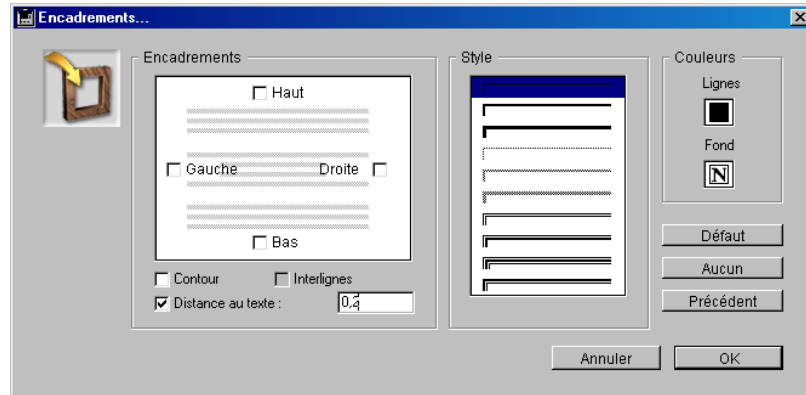 Encadrements...
Encadrements
Haut
Gauche Droite
Bas
Contour Interlignes
Distance au texte : 0,2
Style
Couleurs
Lignes
Fond
N
Défaut
Aucun
Précédent
Annuler OK